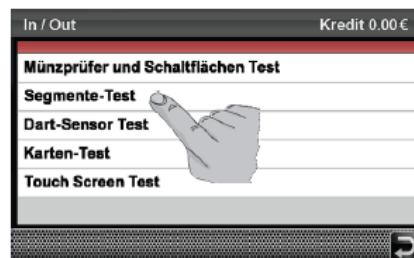 In / Out Kredit 0.00 €
Münzprüfer und Schaltflächen Test
Segmente-Test
Dart-Sensor Test
Karten-Test
Touch Screen Test